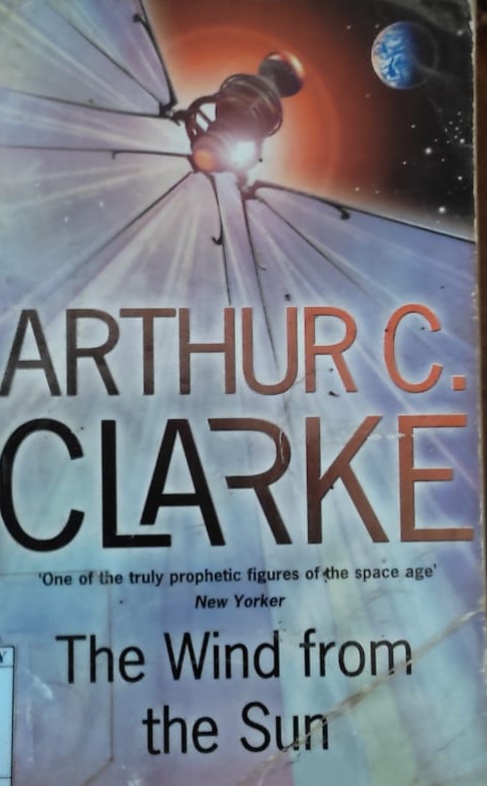 ARTHUR C.
CLARKE
'One of the truly prophetic figures of the space age'
New Yorker
The Wind from
the Sun